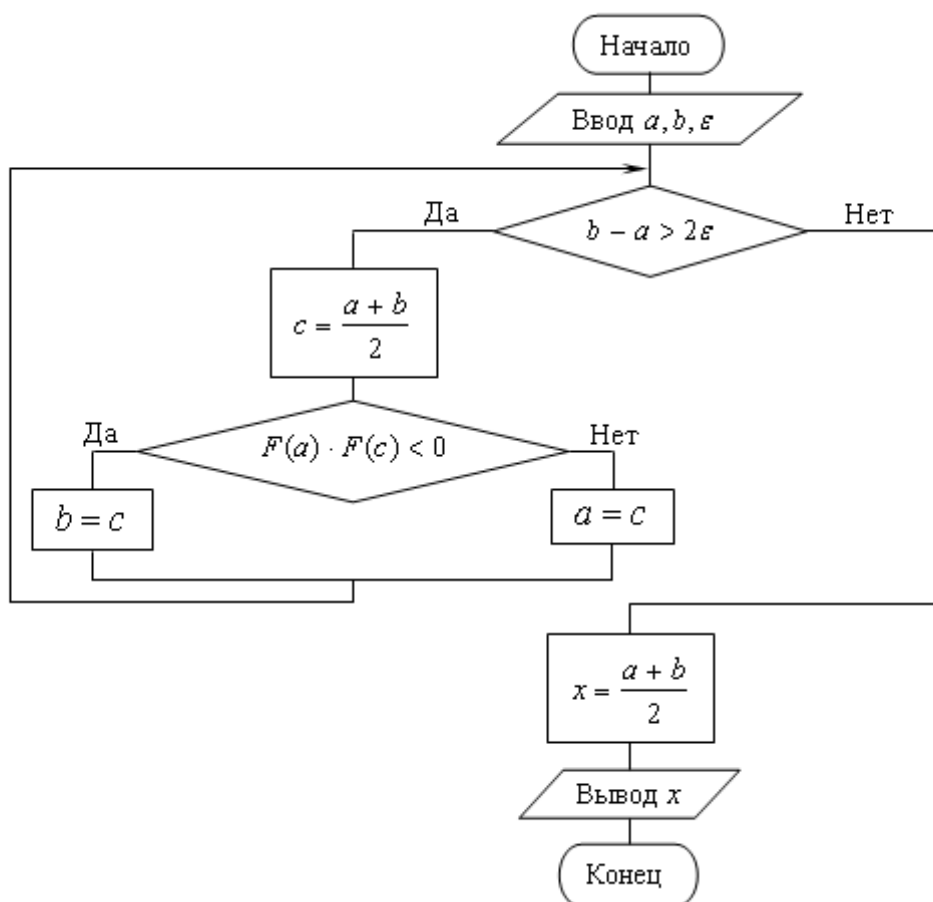 Начало
Ввод a, b, ε
Да
b − a > 2ε
Нет
c = (a + b)/2
Да
F(a) · F(c) < 0
Нет
b = c
a = c
x = (a + b)/2
Вывод x
Конец